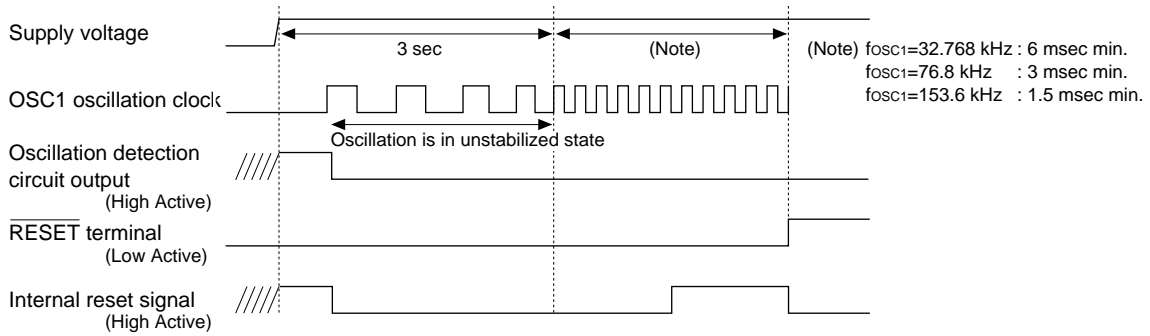 Supply voltage
3 sec
(Note)
(Note) fOSC1=32.768 kHz : 6 msec min.
fOSC1=76.8 kHz : 3 msec min.
fOSC1=153.6 kHz : 1.5 msec min.
OSC1 oscillation clock
Oscillation is in unstabilized state
Oscillation detection
circuit output
(High Active)
RESET terminal
(Low Active)
Internal reset signal
(High Active)